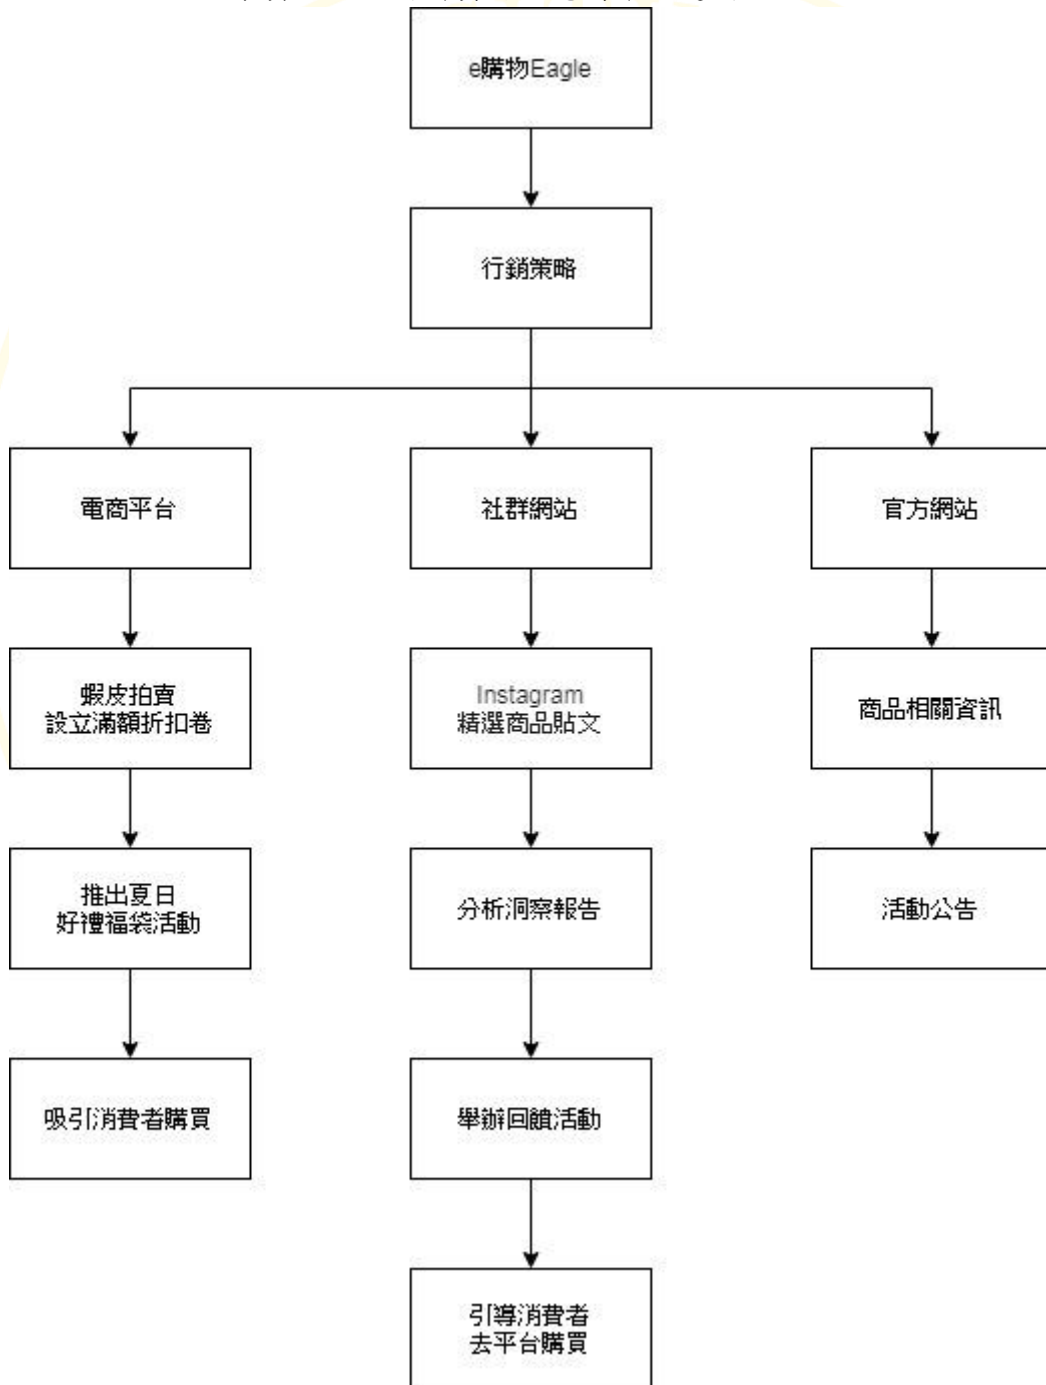 e購物Eagle
行銷策略
電商平台
社群網站
官方網站
蝦皮拍賣
設立滿額折扣卷
Instagram
精選商品貼文
商品相關資訊
推出夏日
好禮福袋活動
分析洞察報告
活動公告
吸引消費者購買
舉辦回饋活動
引導消費者
去平台購買